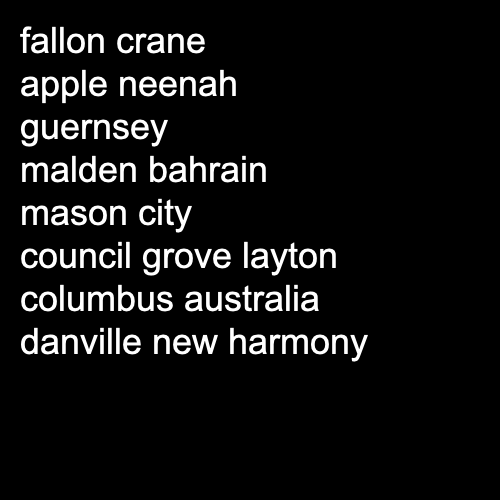 fallon crane
apple neenah
guernsey
malden bahrain
mason city
council grove layton
columbus australia
danville new harmony